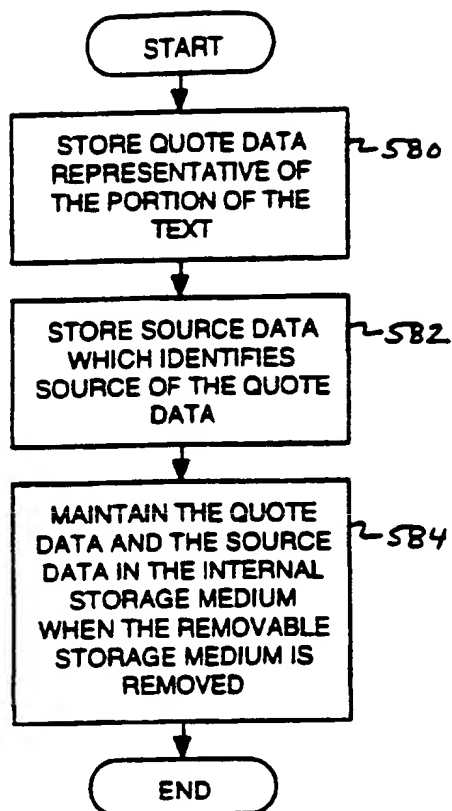 START
STORE QUOTE DATA
REPRESENTATIVE OF
THE PORTION OF THE
TEXT
580
STORE SOURCE DATA
WHICH IDENTIFIES
SOURCE OF THE QUOTE
DATA
582
MAINTAIN THE QUOTE
DATA AND THE SOURCE
DATA IN THE INTERNAL
STORAGE MEDIUM
WHEN THE REMOVABLE
STORAGE MEDIUM IS
REMOVED
584
END